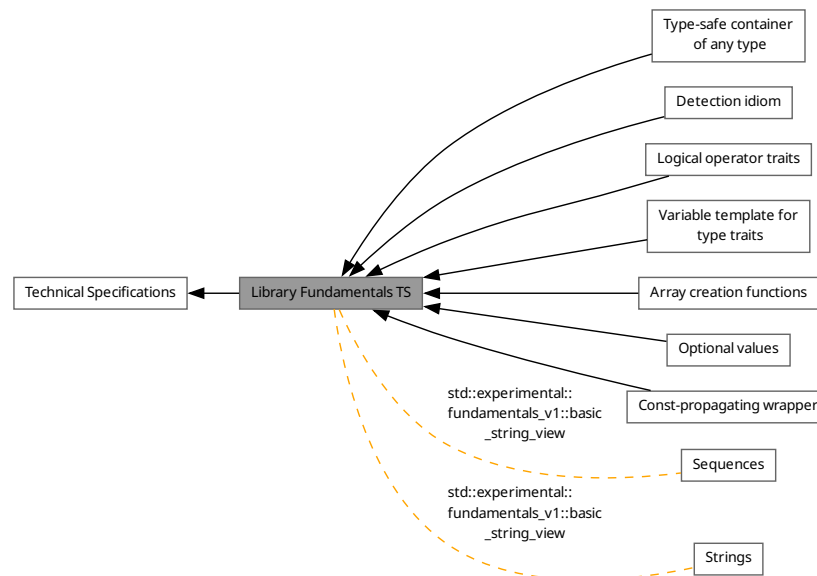 Type-safe container
of any type
Detection idiom
Logical operator traits
Variable template for
type traits
Technical Specifications
Library Fundamentals TS
Array creation functions
Optional values
Const-propagating wrapper
std::experimental::
fundamentals_v1::basic
_string_view
Sequences
std::experimental::
fundamentals_v1::basic
_string_view
Strings